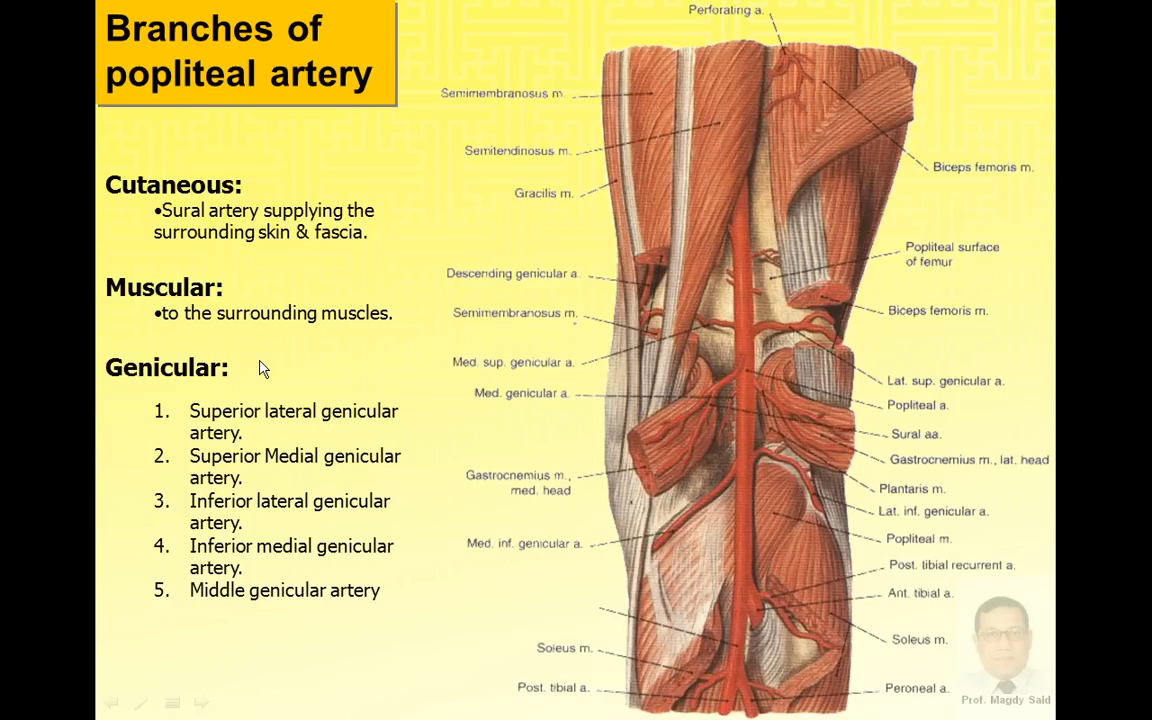 Branches of
popliteal artery
Cutaneous:
•Sural artery supplying the
surrounding skin & fascia.
Muscular:
•to the surrounding muscles.
Genicular:
1. Superior lateral genicular
artery.
2. Superior Medial genicular
artery.
3. Inferior lateral genicular
artery.
4. Inferior medial genicular
artery.
5. Middle genicular artery
Perforating a.
Semimembranosus m.
Semitendinosus m.
Gracilis m.
Descending genicular a.
Semimembranosus m.
Med. sup. genicular a.
Med. genicular a.
Gastrocnemius m.,
med. head
Med. inf. genicular a.
Soleus m.
Post. tibial a.
Biceps femoris m.
Popliteal surface
of femur
Biceps femoris m.
Lat. sup. genicular a.
Popliteal a.
Sural aa.
Gastrocnemius m., lat. head
Plantaris m.
Lat. inf. genicular a.
Popliteal m.
Post. tibial recurrent a.
Ant. tibial a.
Soleus m.
Peroneal a.
Prof. Magdy Said